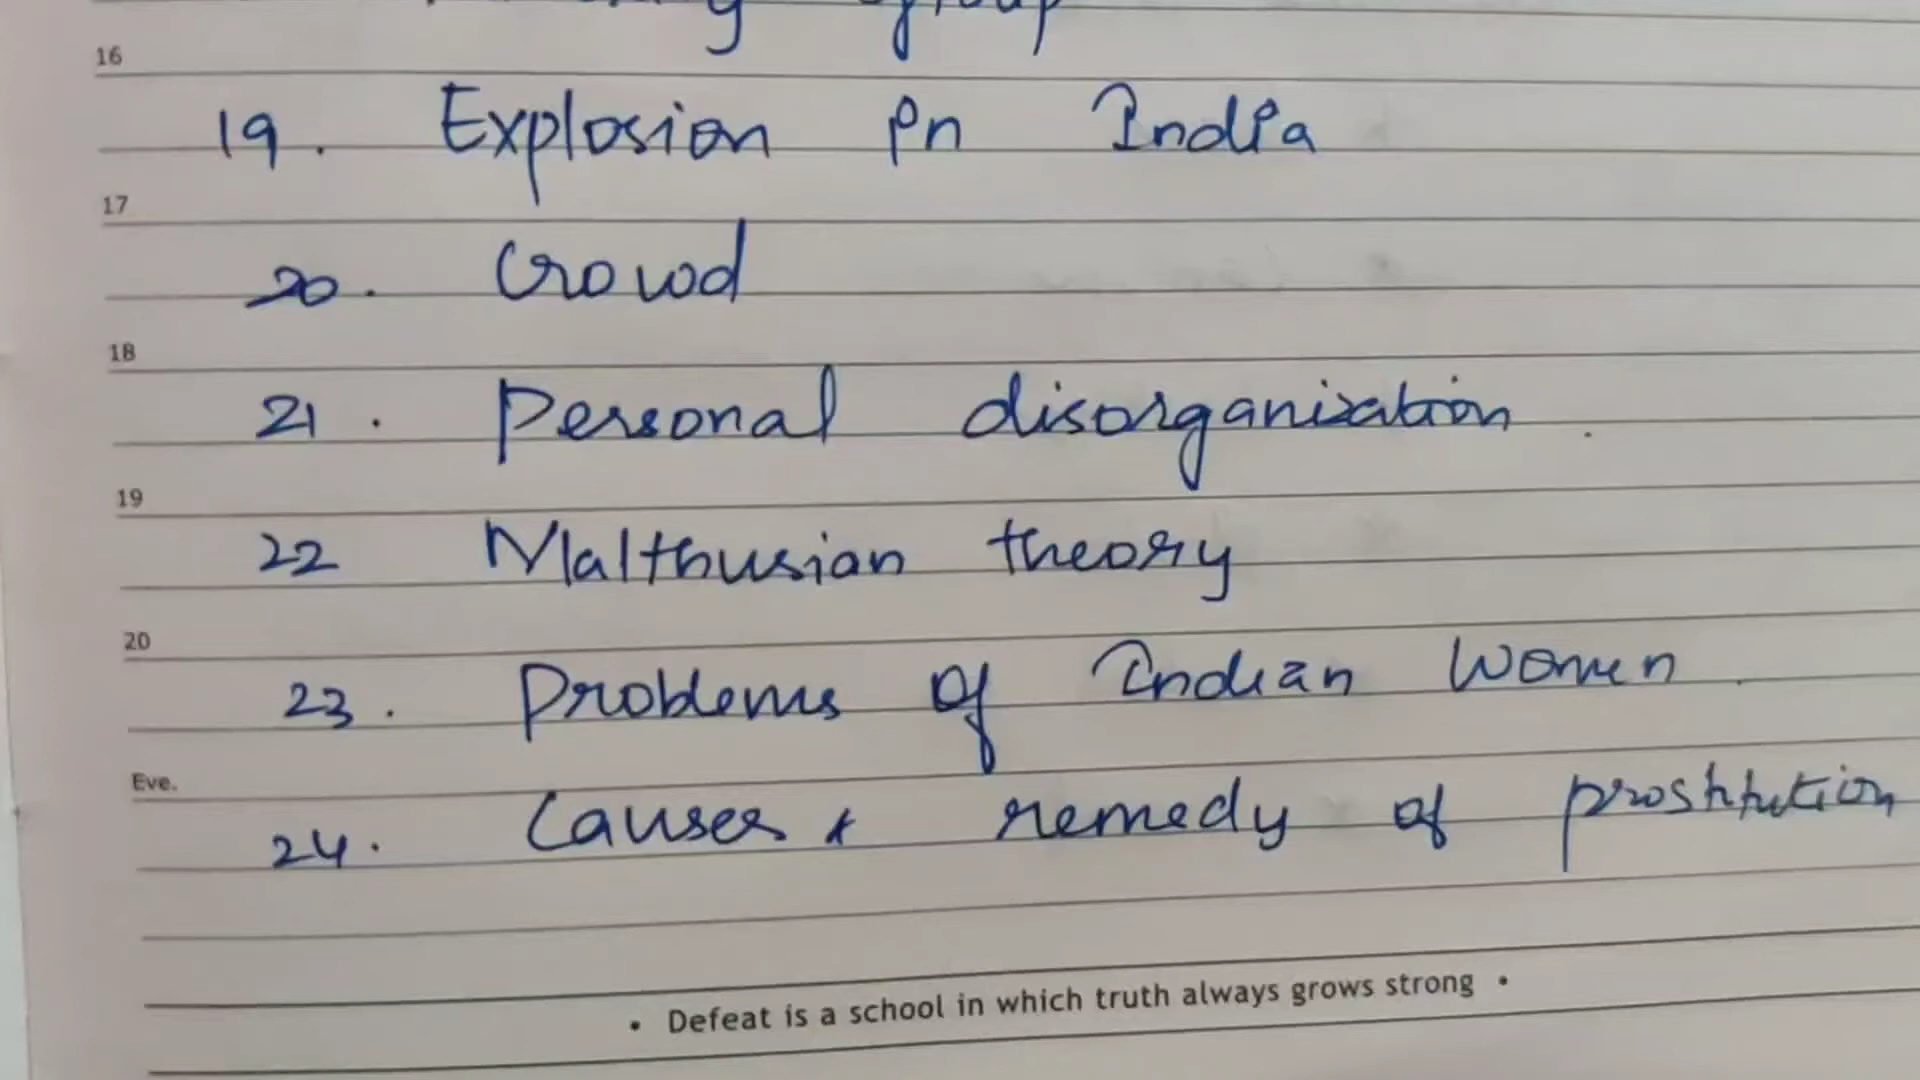 group
16
19. Explosion in India
17
20. Crowd
18
21. Personal disorganization.
19
22 Malthusian theory
20
23. Problems of Indian Women.
Eve.
24. Causes & remedy of prostitution
• Defeat is a school in which truth always grows strong •